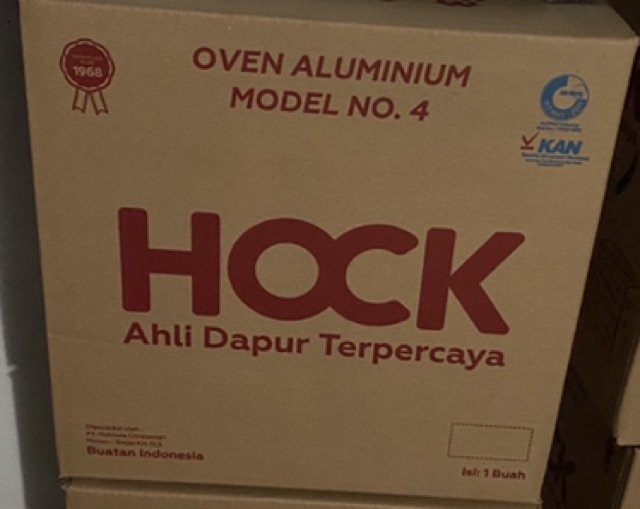 1968
OVEN ALUMINIUM
MODEL NO. 4
KAN
HOCK
Ahli Dapur Terpercaya
Diproduksi oleh :
Buatan Indonesia
Isi: 1 Buah